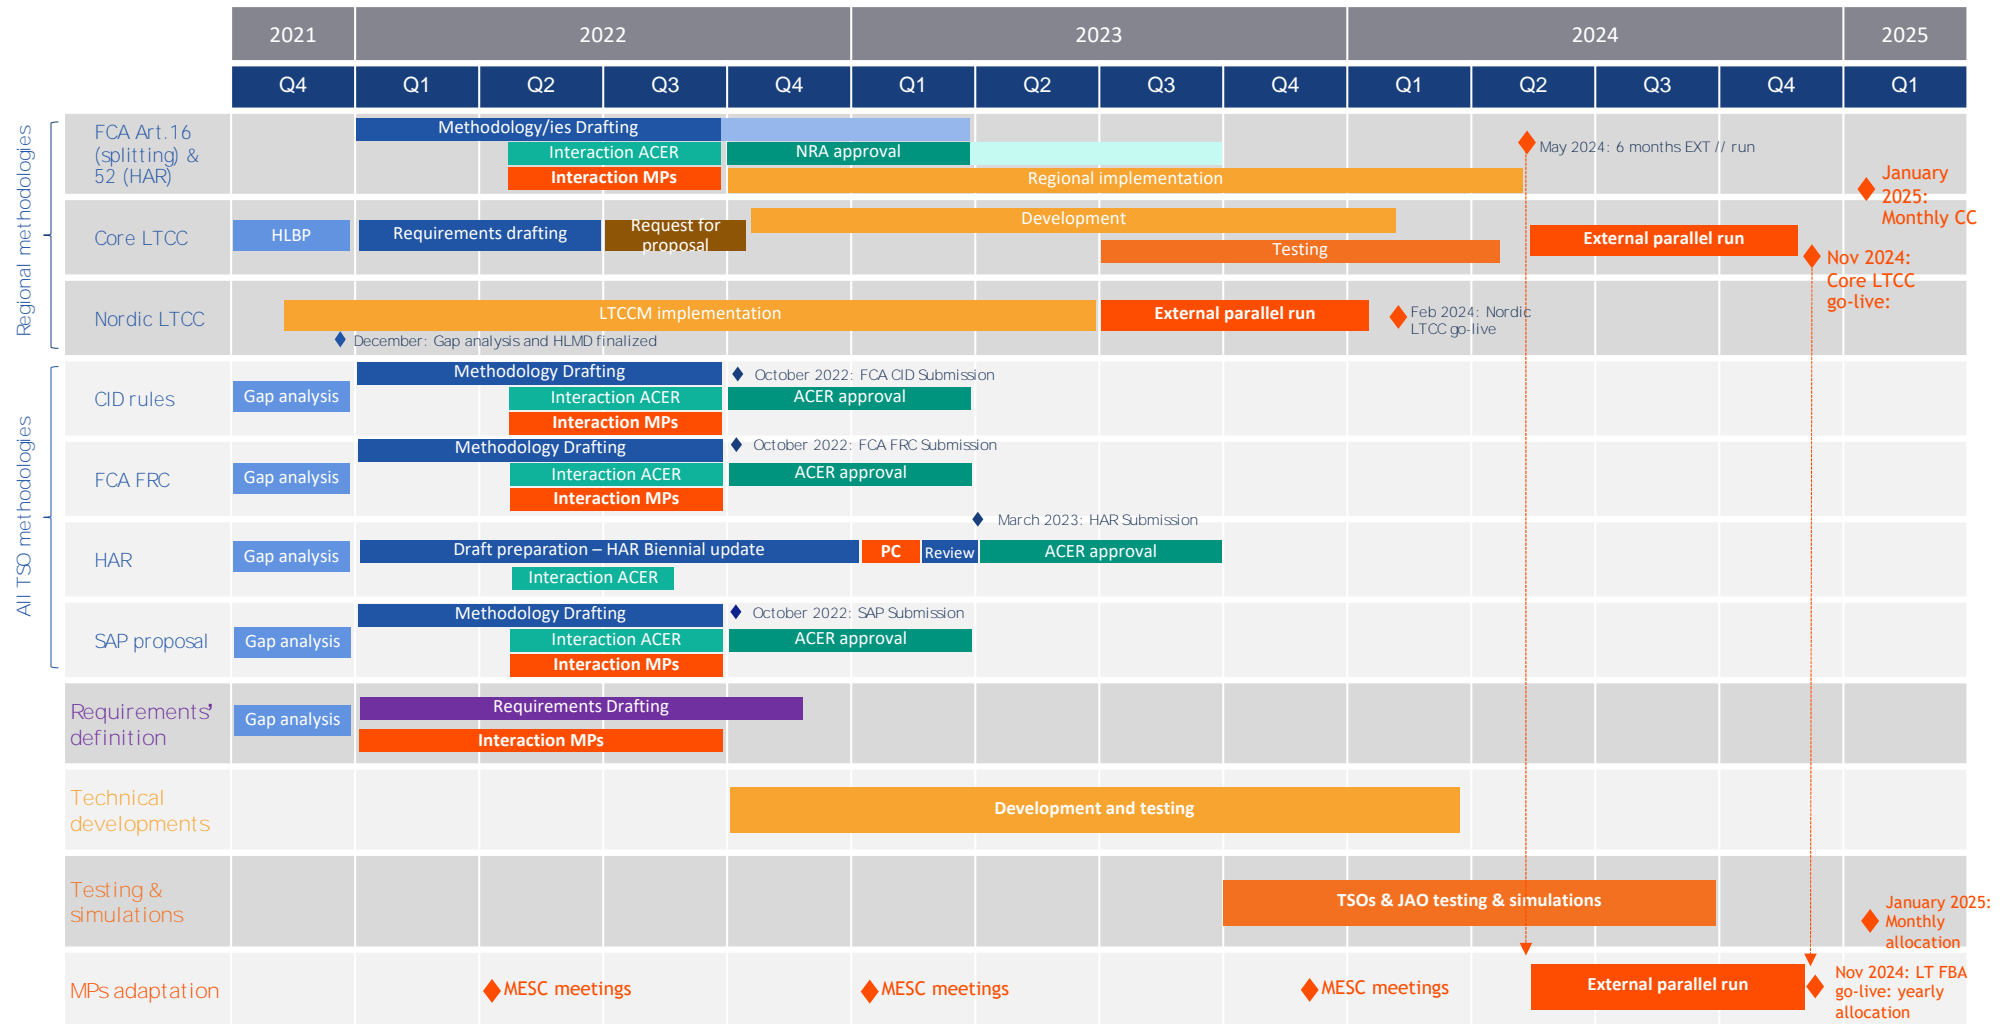 2021
2022
2023
2024
2025
Q4
Q1
Q2
Q3
Q4
Q1
Q2
Q3
Q4
Q1
Q2
Q3
Q4
Q1
Regional methodologies
FCA Art.16
(splitting) &
52 (HAR)
Methodology/ies Drafting
Interaction ACER
NRA approval
Interaction MPs
Regional implementation
May 2024: 6 months EXT // run
January
2025:
Monthly CC
Core LTCC
HLBP
Requirements drafting
Request for
proposal
Development
Testing
External parallel run
Nov 2024:
Core LTCC
go-live:
Nordic LTCC
LTCCM implementation
External parallel run
Feb 2024: Nordic
LTCC go-live
December: Gap analysis and HLMD finalized
All TSO methodologies
CID rules
Gap analysis
Methodology Drafting
Interaction ACER
Interaction MPs
October 2022: FCA CID Submission
ACER approval
FCA FRC
Gap analysis
Methodology Drafting
Interaction ACER
Interaction MPs
October 2022: FCA FRC Submission
ACER approval
HAR
Gap analysis
Draft preparation – HAR Biennial update
Interaction ACER
PC
Review
March 2023: HAR Submission
ACER approval
SAP proposal
Gap analysis
Methodology Drafting
Interaction ACER
Interaction MPs
October 2022: SAP Submission
ACER approval
Requirements’
definition
Gap analysis
Requirements Drafting
Interaction MPs
Technical
developments
Development and testing
Testing &
simulations
TSOs & JAO testing & simulations
January 2025:
Monthly
allocation
MPs adaptation
MESC meetings
MESC meetings
MESC meetings
External parallel run
Nov 2024: LT FBA
go-live: yearly
allocation